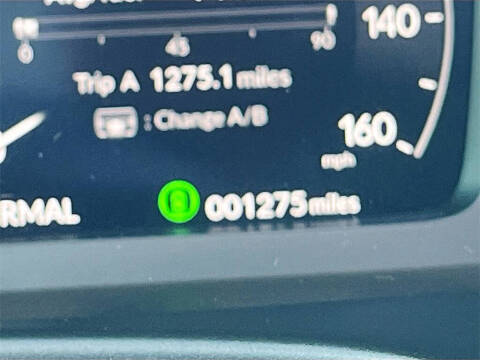 140
0 45 90
Trip A 1275.1 miles
: Change A/B
160
mph
RMAL 001275 miles